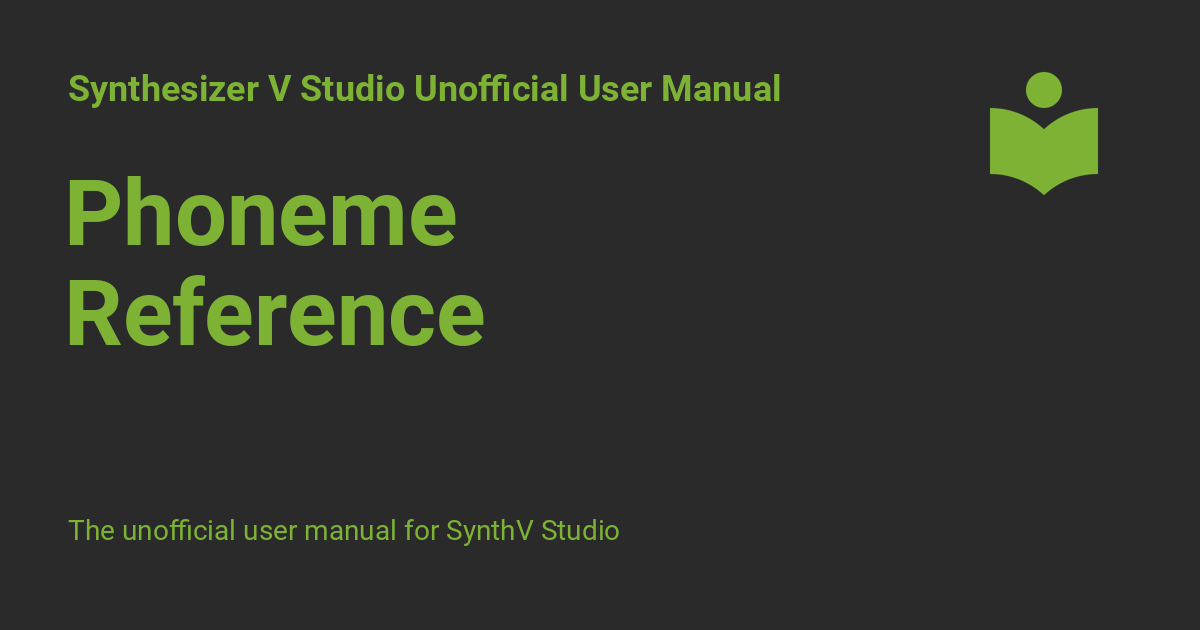 Synthesizer V Studio Unofficial User Manual
Phoneme
Reference
The unofficial user manual for SynthV Studio